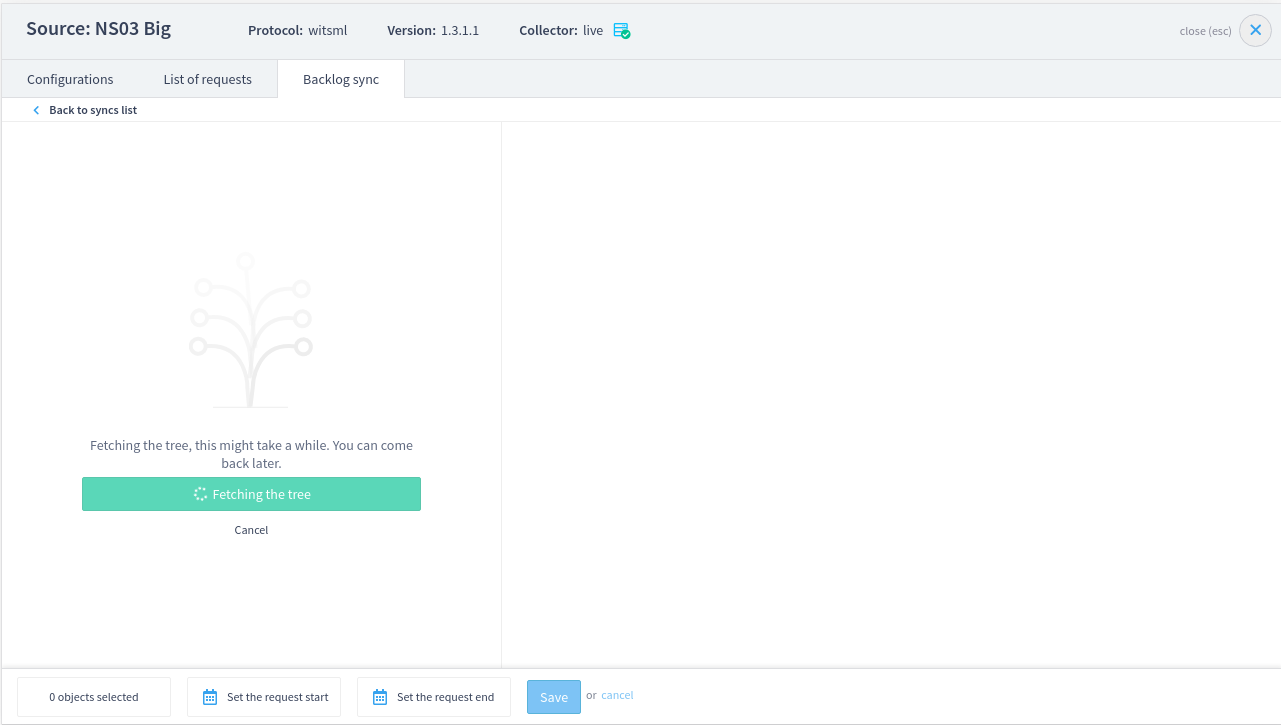 Source: NS03 Big
Protocol: witsml
Version: 1.3.1.1
Collector: live
close (esc)
Configurations
List of requests
Backlog sync
Back to syncs list
Fetching the tree, this might take a while. You can come
back later.
Fetching the tree
Cancel
0 objects selected
Set the request start
Set the request end
Save
or cancel